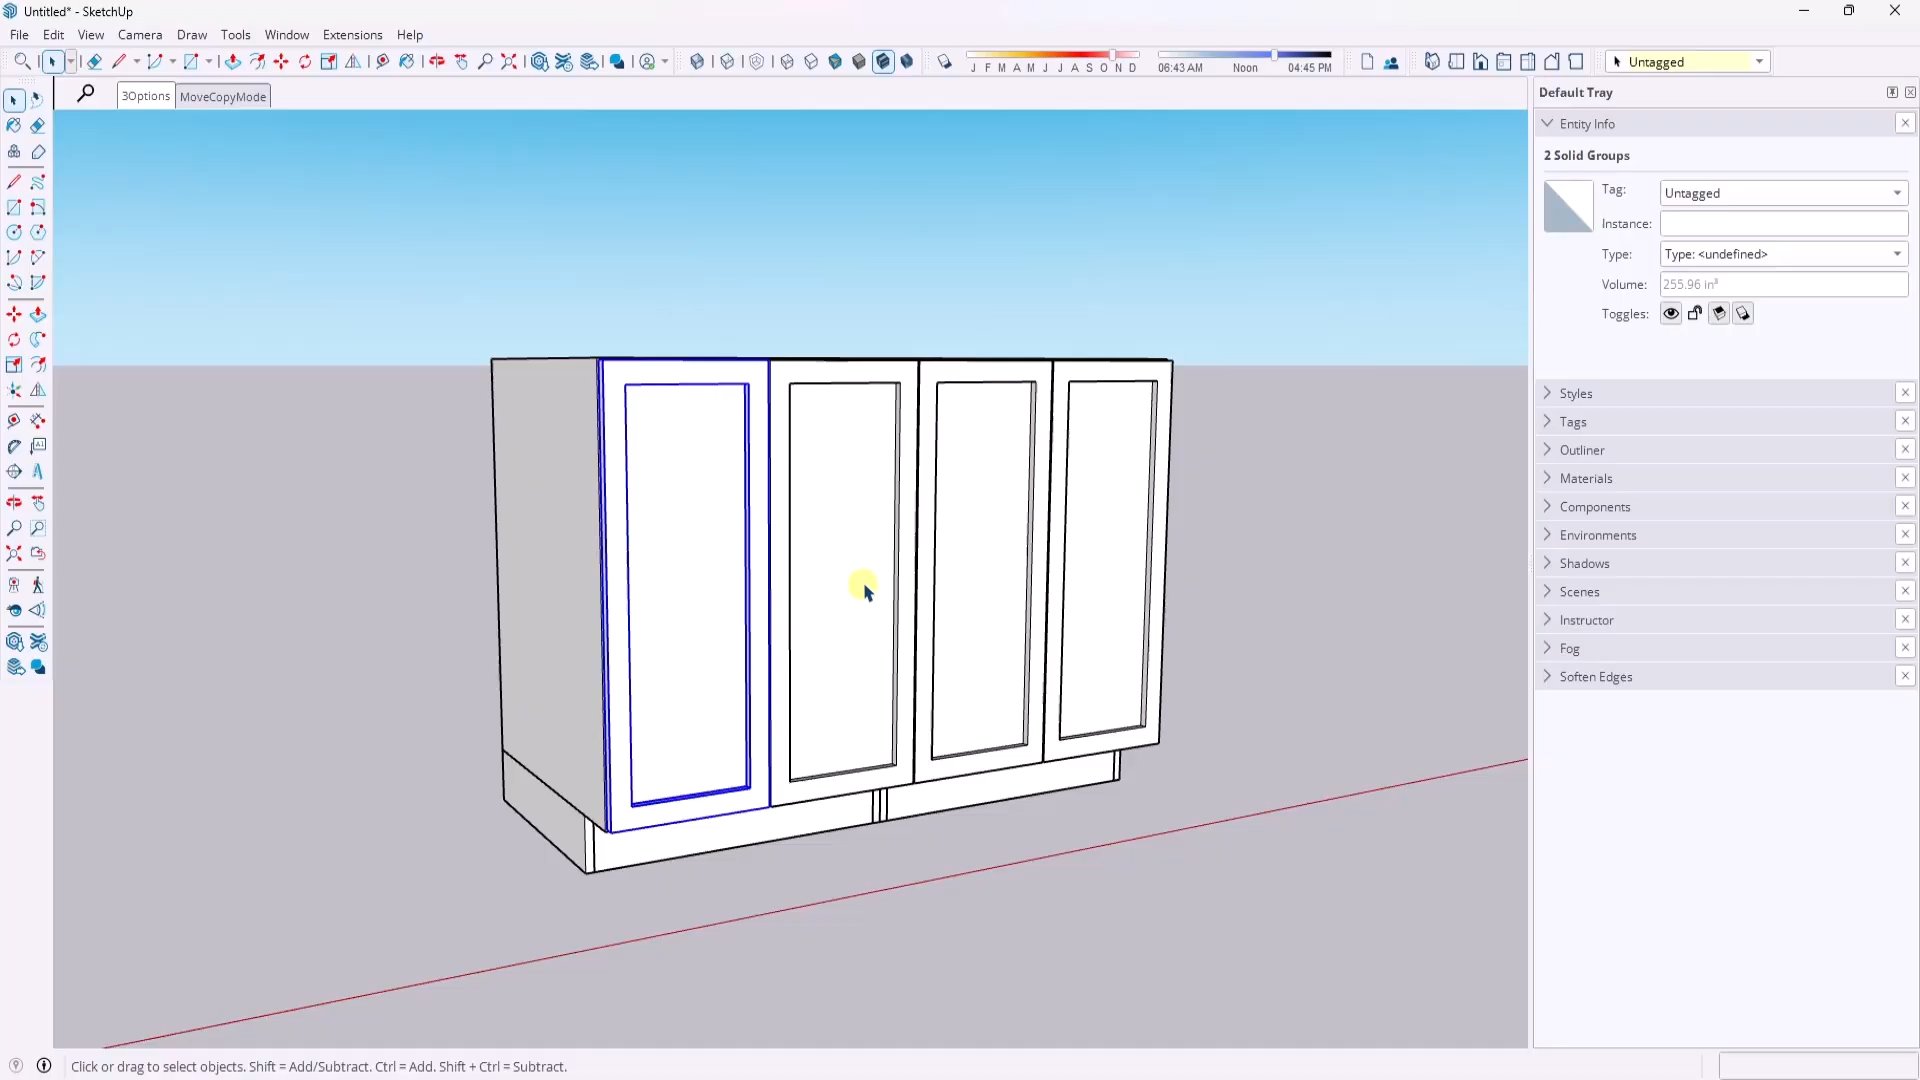 Untitled* - SketchUp
File Edit View Camera Draw Tools Window Extensions Help
J F M A M J J A S O N D
06:43 AM Noon 04:45 PM
Untagged
3Options
MoveCopyMode
Default Tray
Entity Info
2 Solid Groups
Tag: Untagged
Instance:
Type: Type: <undefined>
Volume: 255.96 in³
Toggles:
Styles
Tags
Outliner
Materials
Components
Environments
Shadows
Scenes
Instructor
Fog
Soften Edges
Click or drag to select objects. Shift = Add/Subtract. Ctrl = Add. Shift + Ctrl = Subtract.